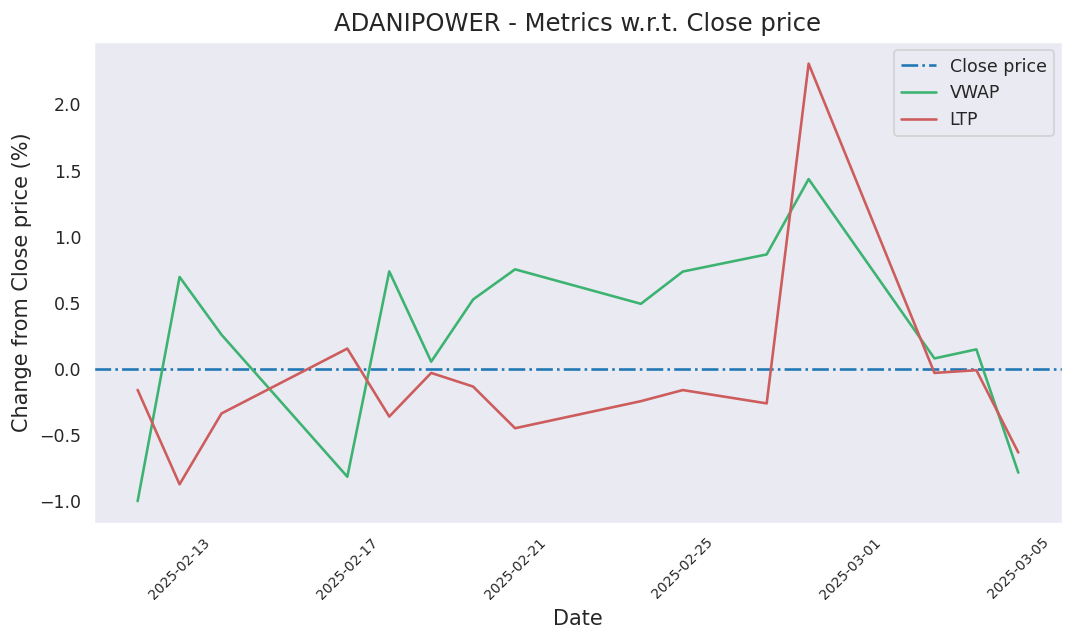 ADANIPOWER - Metrics w.r.t. Close price
Close price
VWAP
LTP
Change from Close price (%)
2.0
1.5
1.0
0.5
0.0
−0.5
−1.0
2025-02-13
2025-02-17
2025-02-21
2025-02-25
2025-03-01
2025-03-05
Date